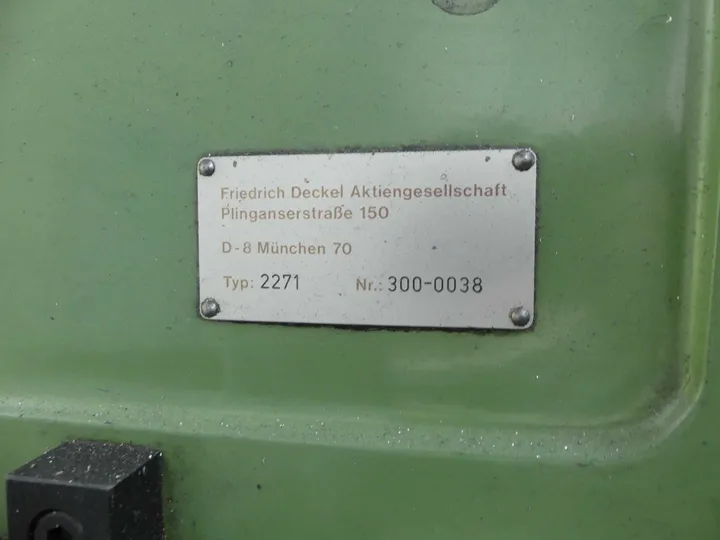 Friedrich Deckel Aktiengesellschaft
Plinganserstraße 150
D-8 München 70
Typ: 2271 Nr.: 300-0038